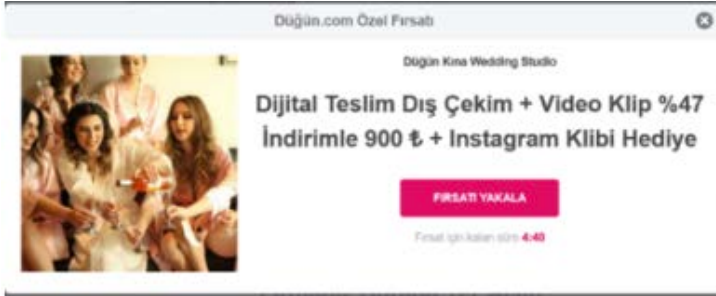 Düğün.com Özel Fırsatı
Düğün Kına Wedding Studio
Dijital Teslim Dış Çekim + Video Klip %47
İndirimle 900 ₺ + Instagram Klibi Hediye
FIRSATI YAKALA
Fırsat için kalan süre 4:40